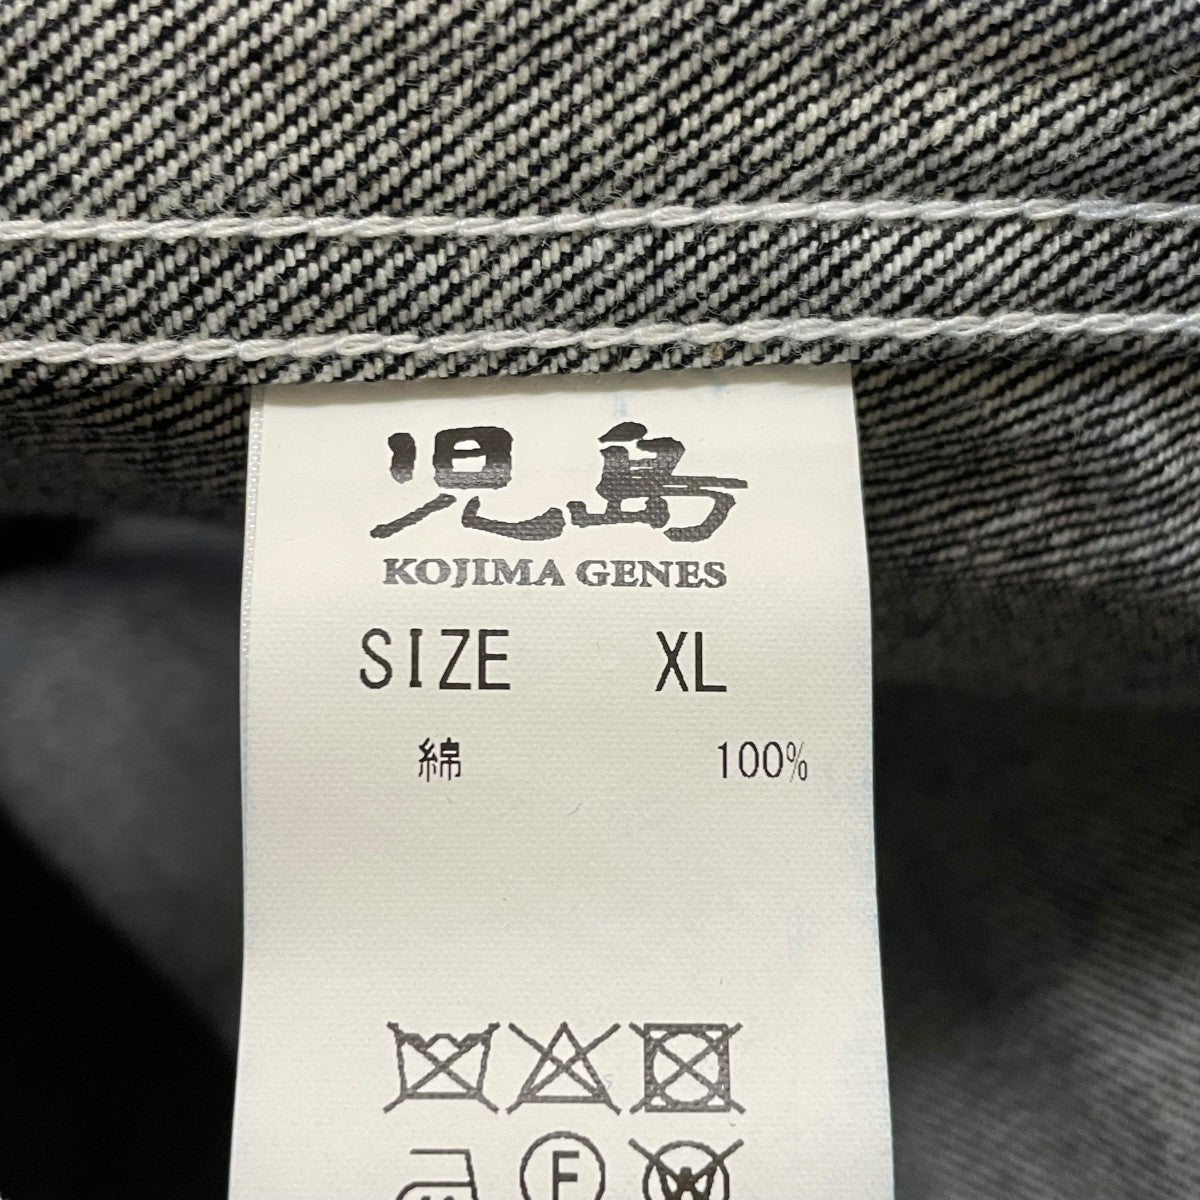 児島
KOJIMA GENES
SIZE XL
綿 100%
F W